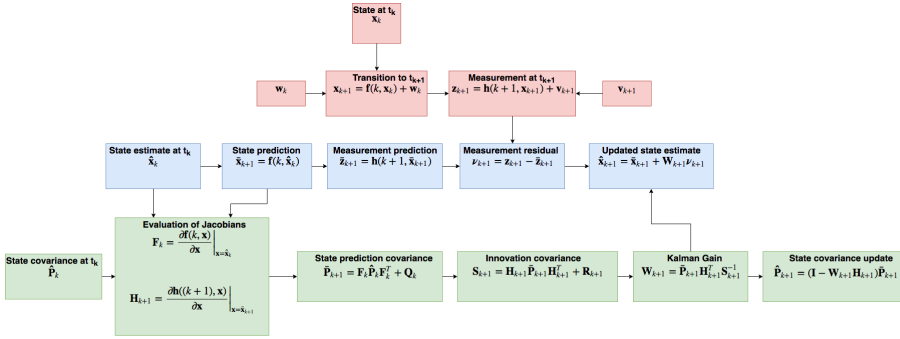 State at tₖ
𝐱ₖ
𝐰ₖ
Transition to tₖ₊₁
𝐱ₖ₊₁ = 𝐟(k, 𝐱ₖ) + 𝐰ₖ
Measurement at tₖ₊₁
𝐳ₖ₊₁ = 𝐡(k + 1, 𝐱ₖ₊₁) + 𝐯ₖ₊₁
𝐯ₖ₊₁
State estimate at tₖ
𝐱̂ₖ
State prediction
𝐱̄ₖ₊₁ = 𝐟(k, 𝐱̂ₖ)
Measurement prediction
𝐳̄ₖ₊₁ = 𝐡(k + 1, 𝐱̄ₖ₊₁)
Measurement residual
𝝂ₖ₊₁ = 𝐳ₖ₊₁ − 𝐳̄ₖ₊₁
Updated state estimate
𝐱̂ₖ₊₁ = 𝐱̄ₖ₊₁ + 𝐖ₖ₊₁𝝂ₖ₊₁
State covariance at tₖ
𝐏̂ₖ
Evaluation of Jacobians
𝐅ₖ = ∂𝐟(k, 𝐱) / ∂𝐱 |𝐱=𝐱̂ₖ
𝐇ₖ₊₁ = ∂𝐡((k + 1), 𝐱) / ∂𝐱 |𝐱=𝐱̄ₖ₊₁
State prediction covariance
𝐏̄ₖ₊₁ = 𝐅ₖ𝐏̂ₖ𝐅ₖᵀ + 𝐐ₖ
Innovation covariance
𝐒ₖ₊₁ = 𝐇ₖ₊₁𝐏̄ₖ₊₁𝐇ₖ₊₁ᵀ + 𝐑ₖ₊₁
Kalman Gain
𝐖ₖ₊₁ = 𝐏̄ₖ₊₁𝐇ₖ₊₁ᵀ𝐒ₖ₊₁⁻¹
State covariance update
𝐏̂ₖ₊₁ = (𝐈 − 𝐖ₖ₊₁𝐇ₖ₊₁)𝐏̄ₖ₊₁